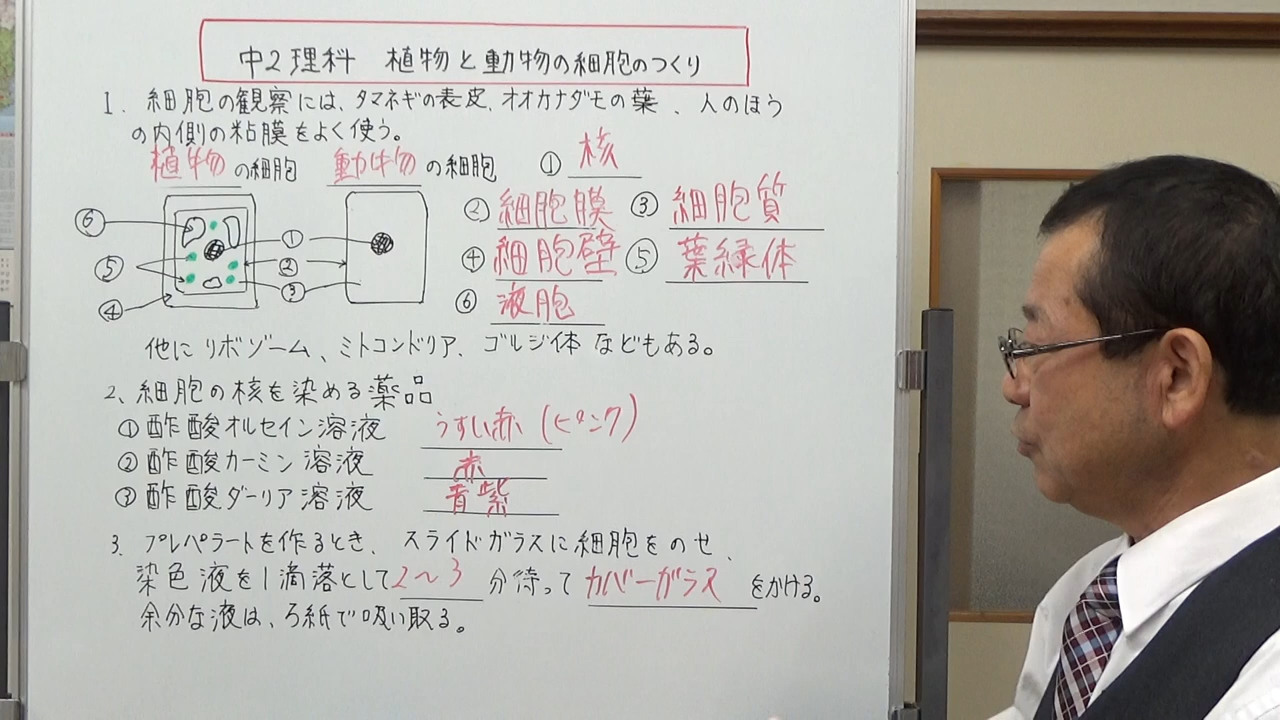 中2理科 植物と動物の細胞のつくり
1. 細胞の観察には、タマネギの表皮、オオカナダモの葉、人のほう
の内側の粘膜をよく使う。
植物の細胞 動物の細胞 ① 核
② 細胞膜 ③ 細胞質
④ 細胞壁 ⑤ 葉緑体
⑥ 液胞
⑥ ① ⑤ ② ④ ③
他にリボゾーム、ミトコンドリア、ゴルジ体などもある。
2、細胞の核を染める薬品
① 酢酸オルセイン溶液 うすい赤(ピンク)
② 酢酸カーミン溶液 赤
③ 酢酸ダーリア溶液 青紫
3. プレパラートを作るとき、スライドガラスに細胞をのせ、
染色液を1滴落として2〜3分待ってカバーガラスをかける。
余分な液は、ろ紙で吸い取る。